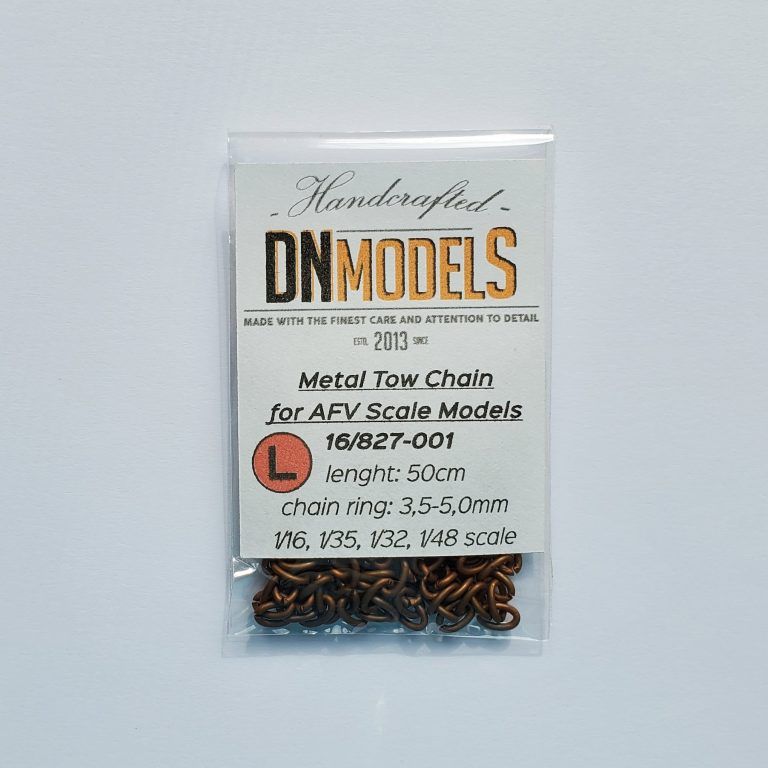 - Handcrafted -
DNMODELS
MADE WITH THE FINEST CARE AND ATTENTION TO DETAIL
ESTD. 2013 SINCE
Metal Tow Chain
for AFV Scale Models
16/827-001
L
lenght: 50cm
chain ring: 3,5-5,0mm
1/16, 1/35, 1/32, 1/48 scale